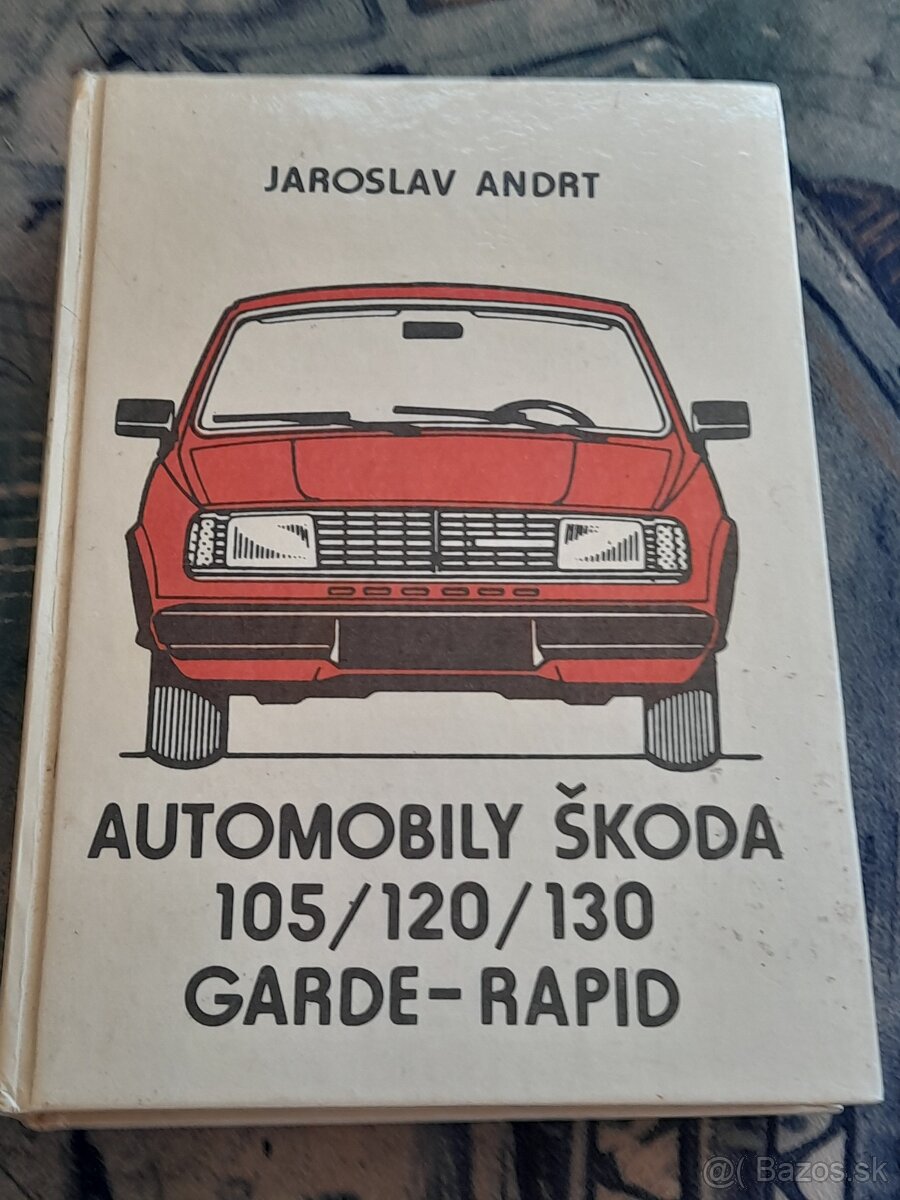 JAROSLAV ANDRT
AUTOMOBILY ŠKODA
105/120/130
GARDE-RAPID
@( Bazos.sk